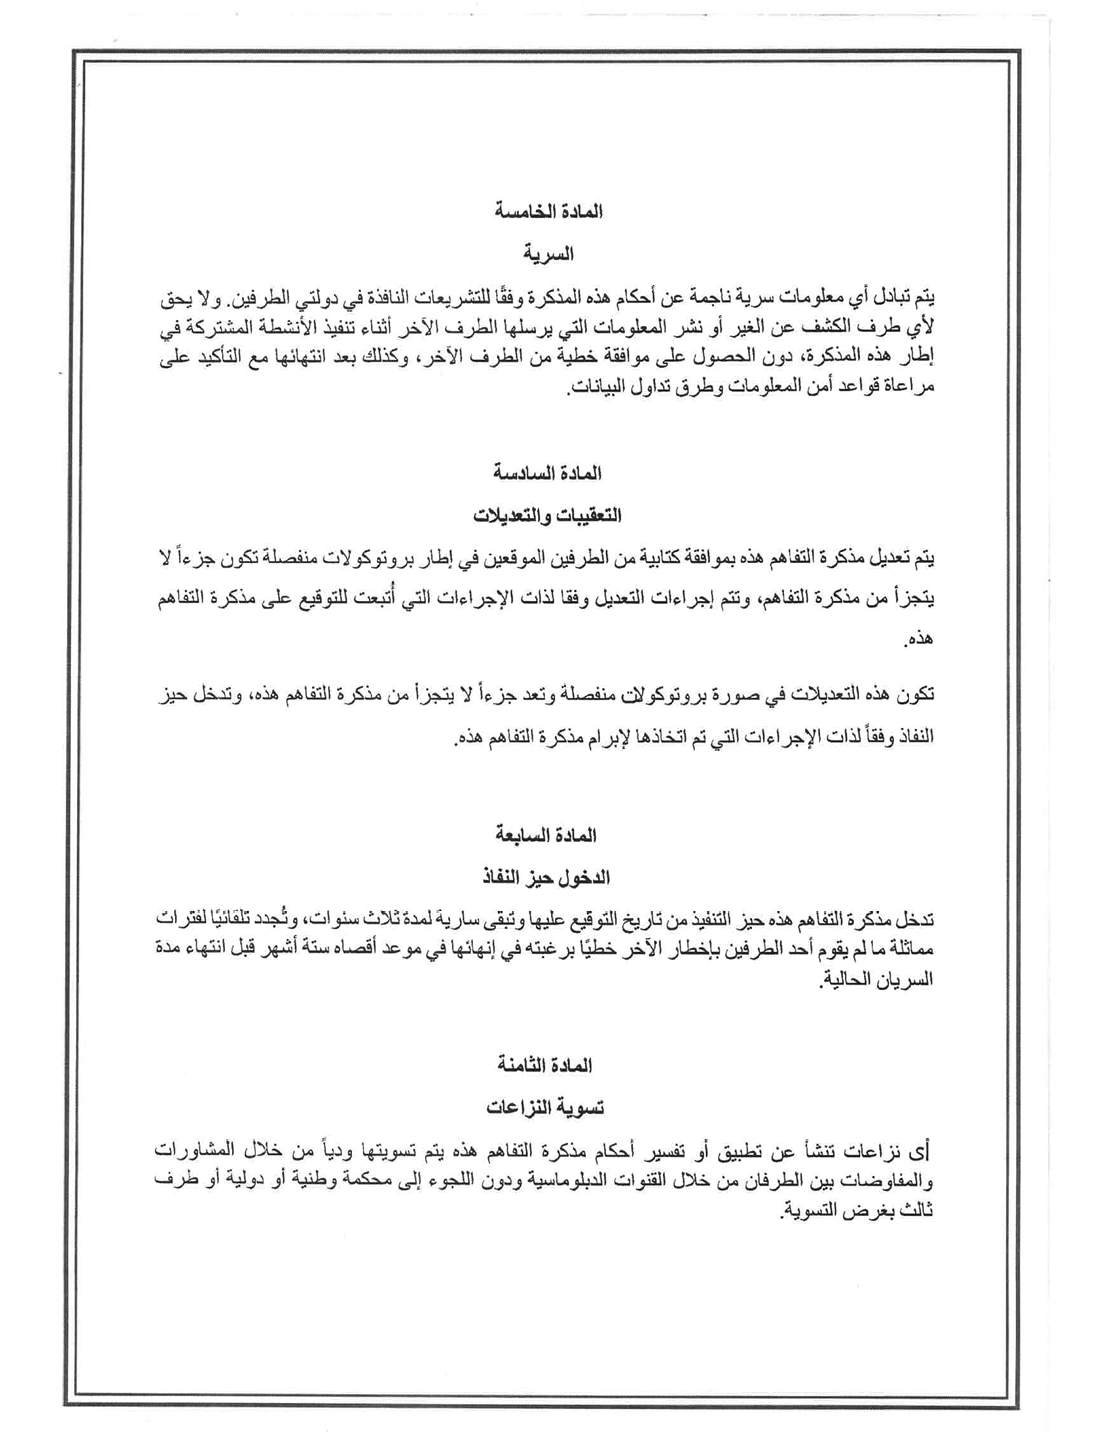 المادة الخامسة
السرية
يتم تبادل أي معلومات سرية ناجمة عن أحكام هذه المذكرة وفقًا للتشريعات النافذة في دولتي الطرفين. ولا يحق
لأي طرف الكشف عن الغير أو نشر المعلومات التي يرسلها الطرف الآخر أثناء تنفيذ الأنشطة المشتركة في
إطار هذه المذكرة، دون الحصول على موافقة خطية من الطرف الآخر، وكذلك بعد انتهائها مع التأكيد على
مراعاة قواعد أمن المعلومات وطرق تداول البيانات.
المادة السادسة
التعقيبات والتعديلات
يتم تعديل مذكرة التفاهم هذه بموافقة كتابية من الطرفين الموقعين في إطار بروتوكولات منفصلة تكون جزءاً لا
يتجزأ من مذكرة التفاهم، وتتم إجراءات التعديل وفقا لذات الإجراءات التي أُتبعت للتوقيع على مذكرة التفاهم
هذه.
تكون هذه التعديلات في صورة بروتوكولات منفصلة وتعد جزءاً لا يتجزأ من مذكرة التفاهم هذه، وتدخل حيز
النفاذ وفقاً لذات الإجراءات التي تم اتخاذها لإبرام مذكرة التفاهم هذه.
المادة السابعة
الدخول حيز النفاذ
تدخل مذكرة التفاهم هذه حيز التنفيذ من تاريخ التوقيع عليها وتبقى سارية لمدة ثلاث سنوات، وتُجدد تلقائيًا لفترات
مماثلة ما لم يقوم أحد الطرفين بإخطار الآخر خطيًا برغبته في إنهائها في موعد أقصاه ستة أشهر قبل انتهاء مدة
السريان الحالية.
المادة الثامنة
تسوية النزاعات
أى نزاعات تنشأ عن تطبيق أو تفسير أحكام مذكرة التفاهم هذه يتم تسويتها ودياً من خلال المشاورات
والمفاوضات بين الطرفان من خلال القنوات الدبلوماسية ودون اللجوء إلى محكمة وطنية أو دولية أو طرف
ثالث بغرض التسوية.